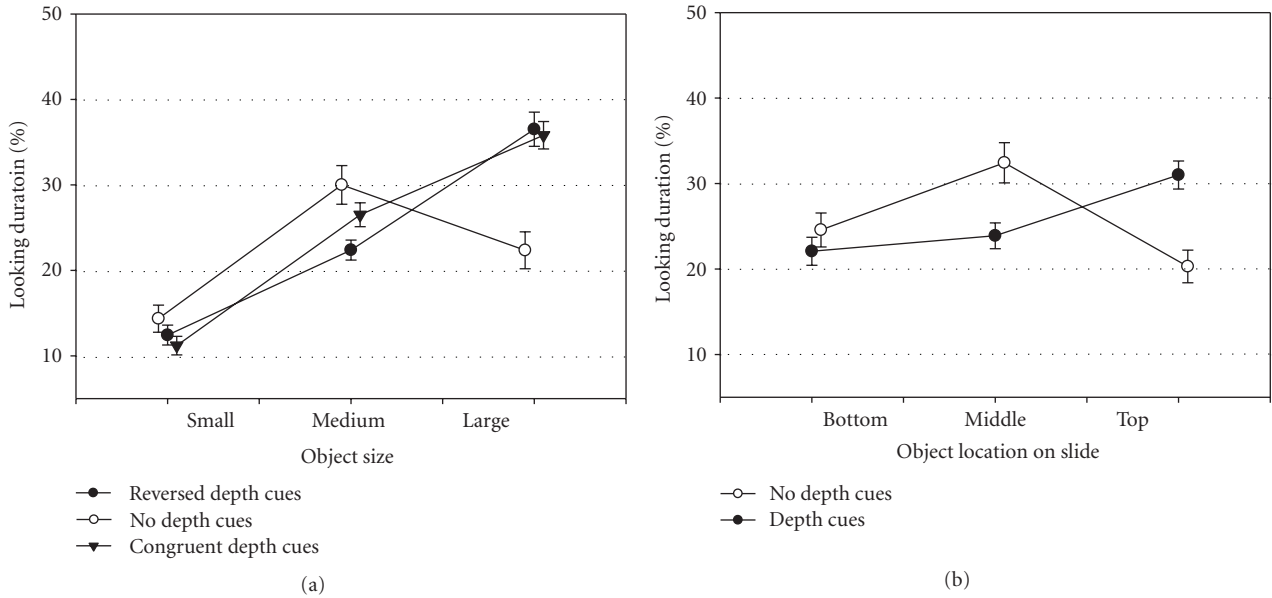 50
40
30
20
10
Looking duratoin (%)
Small Medium Large
Object size
Reversed depth cues
No depth cues
Congruent depth cues
(a)
50
40
30
20
10
Looking duration (%)
Bottom Middle Top
Object location on slide
No depth cues
Depth cues
(b)